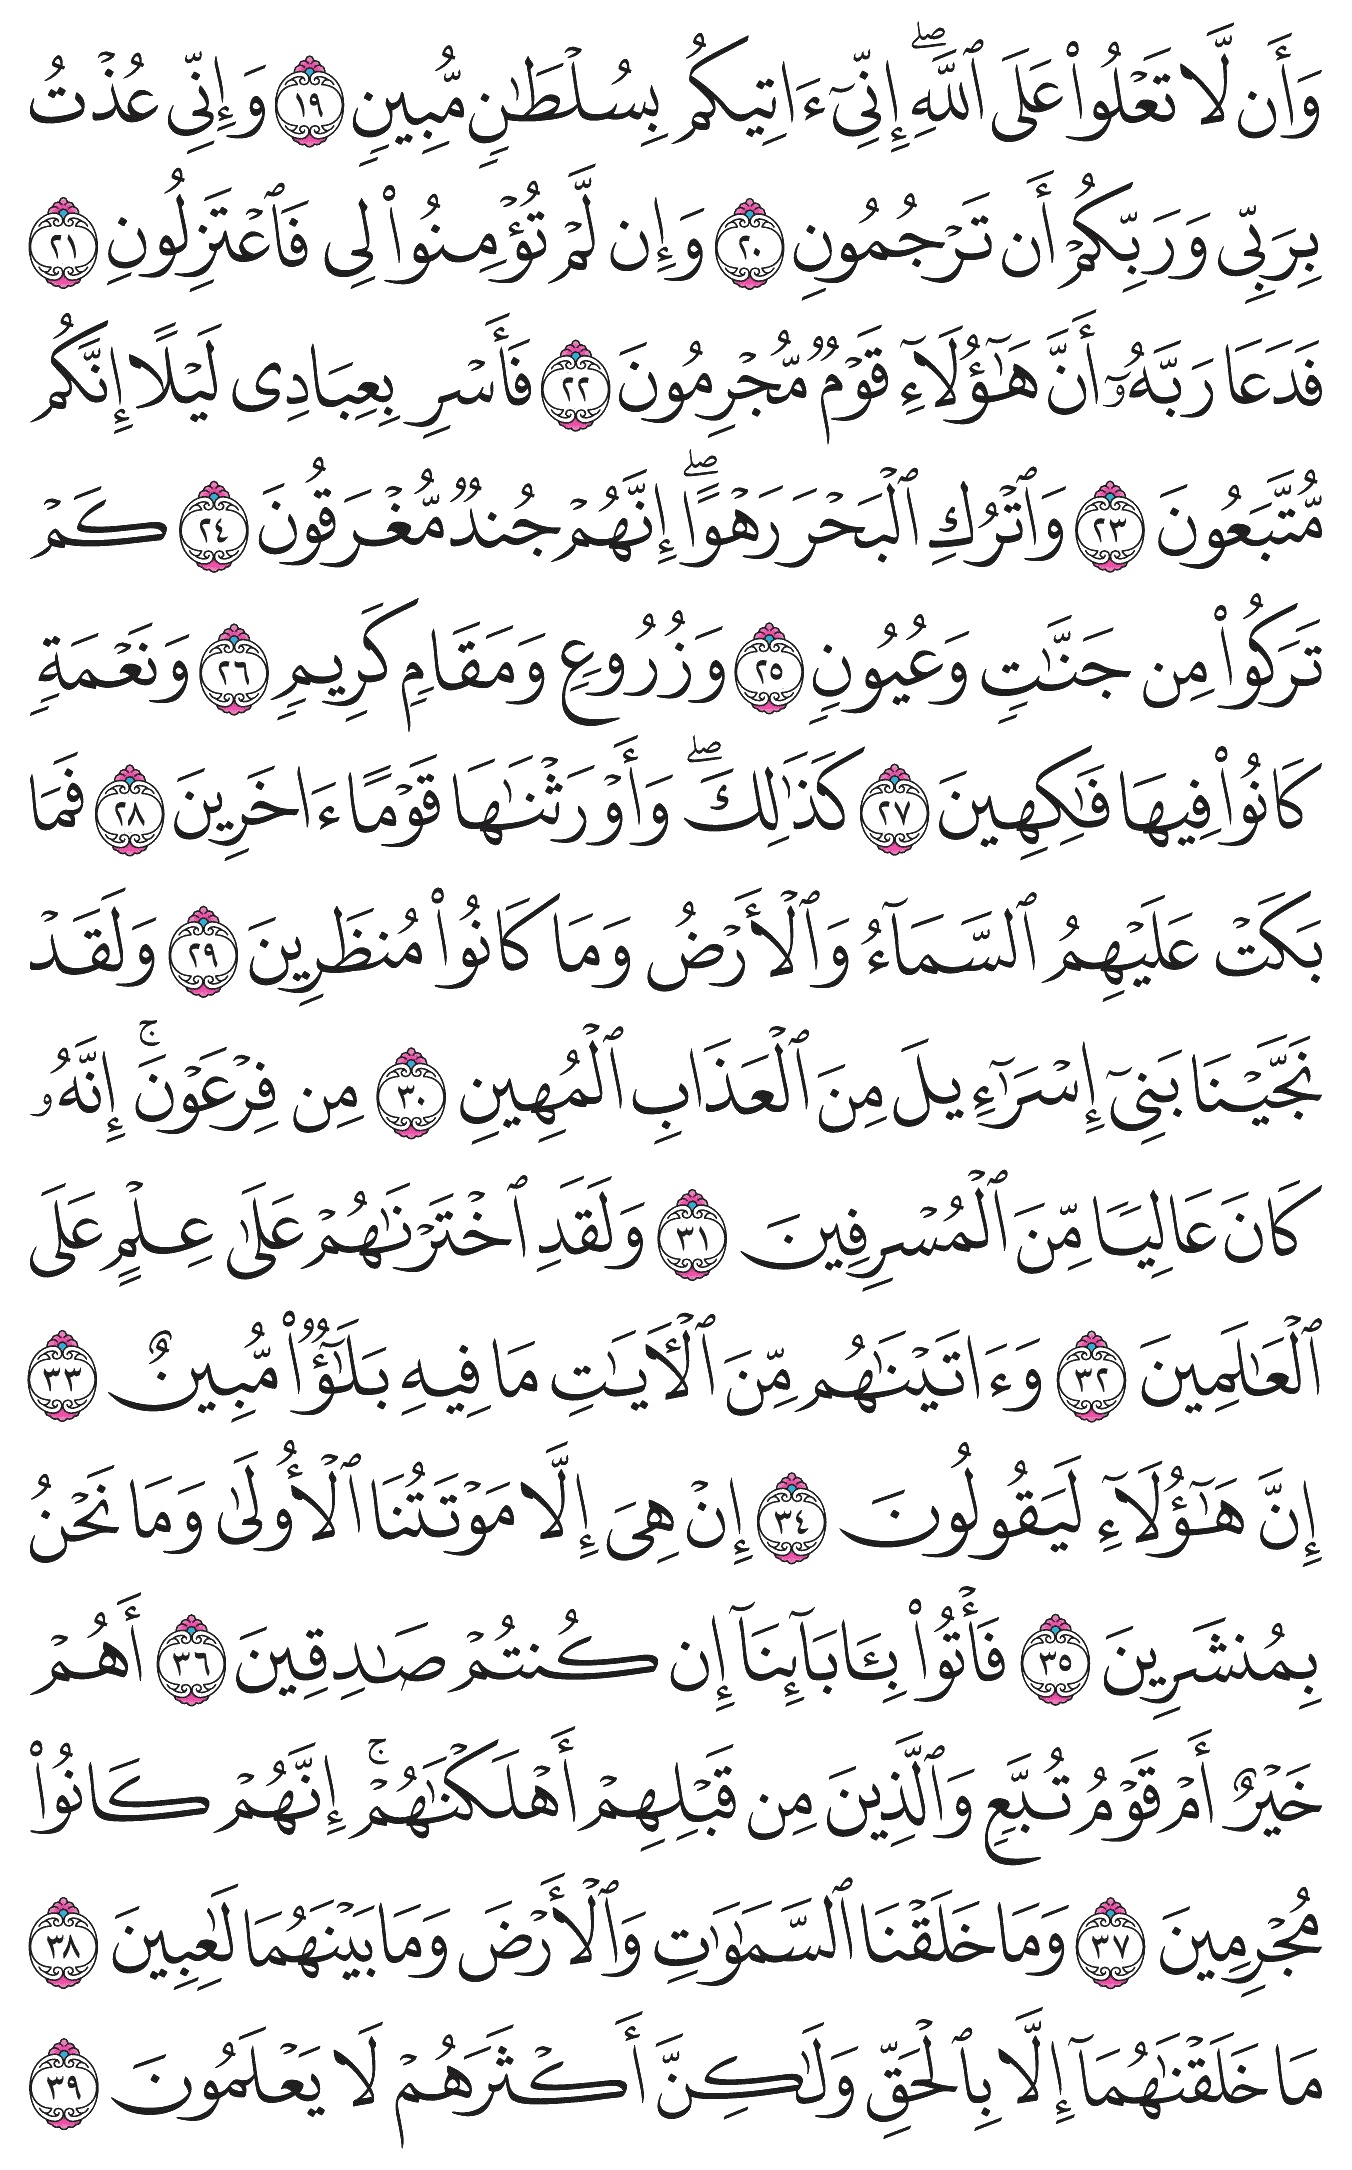 وَأَن لَّا تَعْلُوا۟ عَلَى ٱللَّهِ ۖ إِنِّىٓ ءَاتِيكُم بِسُلْطَـٰنٍ مُّبِينٍ ١٩ وَإِنِّى عُذْتُ
بِرَبِّى وَرَبِّكُمْ أَن تَرْجُمُونِ ٢٠ وَإِن لَّمْ تُؤْمِنُوا۟ لِى فَٱعْتَزِلُونِ ٢١
فَدَعَا رَبَّهُۥٓ أَنَّ هَـٰٓؤُلَآءِ قَوْمٌ مُّجْرِمُونَ ٢٢ فَأَسْرِ بِعِبَادِى لَيْلًا إِنَّكُم
مُّتَّبَعُونَ ٢٣ وَٱتْرُكِ ٱلْبَحْرَ رَهْوًا ۖ إِنَّهُمْ جُندٌ مُّغْرَقُونَ ٢٤ كَمْ
تَرَكُوا۟ مِن جَنَّـٰتٍ وَعُيُونٍ ٢٥ وَزُرُوعٍ وَمَقَامٍ كَرِيمٍ ٢٦ وَنَعْمَةٍ
كَانُوا۟ فِيهَا فَـٰكِهِينَ ٢٧ كَذَٰلِكَ ۖ وَأَوْرَثْنَـٰهَا قَوْمًا ءَاخَرِينَ ٢٨ فَمَا
بَكَتْ عَلَيْهِمُ ٱلسَّمَآءُ وَٱلْأَرْضُ وَمَا كَانُوا۟ مُنظَرِينَ ٢٩ وَلَقَدْ
نَجَّيْنَا بَنِىٓ إِسْرَٰٓءِيلَ مِنَ ٱلْعَذَابِ ٱلْمُهِينِ ٣٠ مِن فِرْعَوْنَ ۚ إِنَّهُۥ
كَانَ عَالِيًا مِّنَ ٱلْمُسْرِفِينَ ٣١ وَلَقَدِ ٱخْتَرْنَـٰهُمْ عَلَىٰ عِلْمٍ عَلَى
ٱلْعَـٰلَمِينَ ٣٢ وَءَاتَيْنَـٰهُم مِّنَ ٱلْـَٔايَـٰتِ مَا فِيهِ بَلَـٰٓؤٌا۟ مُّبِينٌ ٣٣
إِنَّ هَـٰٓؤُلَآءِ لَيَقُولُونَ ٣٤ إِنْ هِىَ إِلَّا مَوْتَتُنَا ٱلْأُولَىٰ وَمَا نَحْنُ
بِمُنشَرِينَ ٣٥ فَأْتُوا۟ بِـَٔابَآئِنَآ إِن كُنتُمْ صَـٰدِقِينَ ٣٦ أَهُمْ
خَيْرٌ أَمْ قَوْمُ تُبَّعٍ وَٱلَّذِينَ مِن قَبْلِهِمْ أَهْلَكْنَـٰهُمْ ۚ إِنَّهُمْ كَانُوا۟
مُجْرِمِينَ ٣٧ وَمَا خَلَقْنَا ٱلسَّمَـٰوَٰتِ وَٱلْأَرْضَ وَمَا بَيْنَهُمَا لَـٰعِبِينَ ٣٨
مَا خَلَقْنَـٰهُمَآ إِلَّا بِٱلْحَقِّ وَلَـٰكِنَّ أَكْثَرَهُمْ لَا يَعْلَمُونَ ٣٩